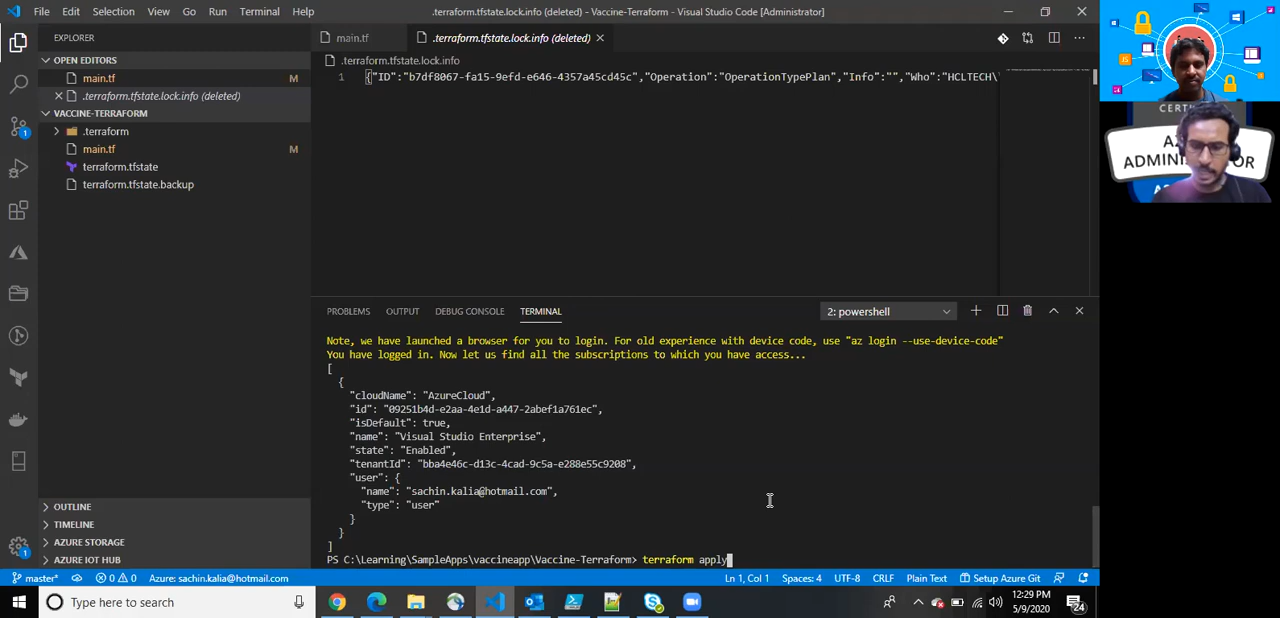 File Edit Selection View Go Run Terminal Help
.terraform.tfstate.lock.info (deleted) - Vaccine-Terraform - Visual Studio Code [Administrator]
EXPLORER
OPEN EDITORS
main.tf M
.terraform.tfstate.lock.info (deleted)
VACCINE-TERRAFORM
.terraform
main.tf M
terraform.tfstate
terraform.tfstate.backup
OUTLINE
TIMELINE
AZURE STORAGE
AZURE IOT HUB
main.tf
.terraform.tfstate.lock.info (deleted)
.terraform.tfstate.lock.info
1 {"ID":"b7df8067-fa15-9efd-e646-4357a45cd45c","Operation":"OperationTypePlan","Info":"","Who":"HCLTECH\
PROBLEMS OUTPUT DEBUG CONSOLE TERMINAL
2: powershell
Note, we have launched a browser for you to login. For old experience with device code, use "az login --use-device-code"
You have logged in. Now let us find all the subscriptions to which you have access...
[
{
"cloudName": "AzureCloud",
"id": "09251b4d-e2aa-4e1d-a447-2abef1a761ec",
"isDefault": true,
"name": "Visual Studio Enterprise",
"state": "Enabled",
"tenantId": "bba4e46c-d13c-4cad-9c5a-e288e55c9208",
"user": {
"name": "sachin.kalia@hotmail.com",
"type": "user"
}
}
]
PS C:\Learning\SampleApps\vaccineapp\Vaccine-Terraform> terraform apply
master* 0 0 Azure: sachin.kalia@hotmail.com
Ln 1, Col 1 Spaces: 4 UTF-8 CRLF Plain Text Setup Azure Git
Type here to search
12:29 PM
5/9/2020
24
JS
CERTI
ADMINISTRATOR